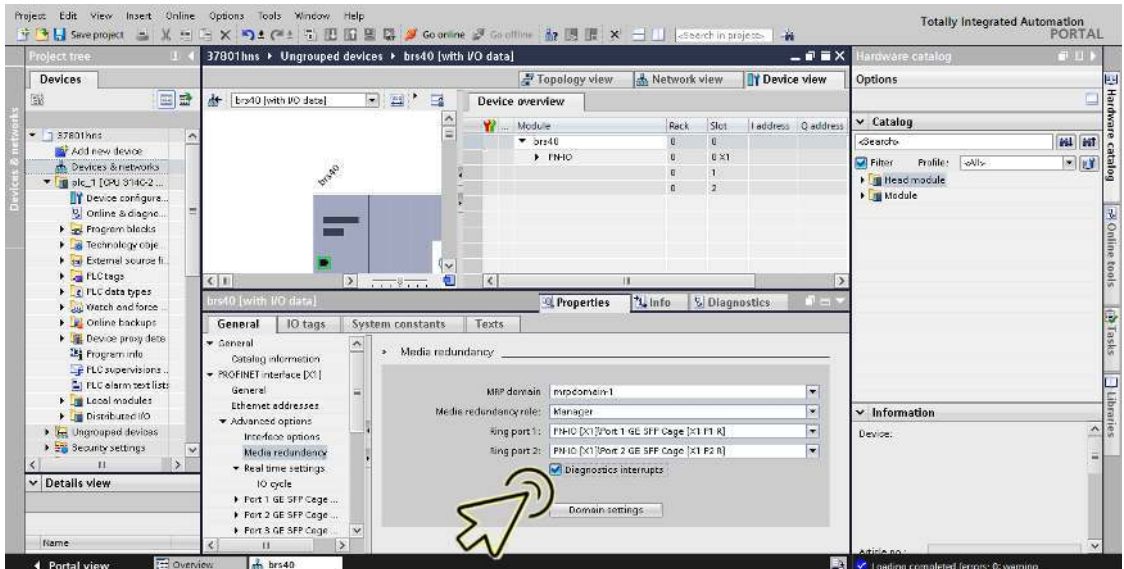 Project Edit View Insert Online Options Tools Window Help
Totally Integrated Automation
PORTAL
Save project Go online Go offline <Search in project>
Project tree
37801hns Ungrouped devices brs40 [with I/O data]
Hardware catalog
Devices
Topology view Network view Device view
Options
brs40 [with I/O data]
Device overview
Module Rack Slot I address Q address
brs40 0 0
PN-IO 0 0 X1
0 1
0 2
brs40
37801hns
Add new device
Devices & networks
plc_1 [CPU 314C-2 ...
Device configura...
Online & diagno...
Program blocks
Technology obje...
External source fi...
PLC tags
PLC data types
Watch and force ...
Online backups
Device proxy data
Program info
PLC supervisions ...
PLC alarm text lists
Local modules
Distributed I/O
Ungrouped devices
Security settings
Details view
Name
Catalog
<Search>
Filter Profile: <All>
Head module
Module
brs40 [with I/O data]
Properties Info Diagnostics
General IO tags System constants Texts
General
Catalog information
PROFINET interface [X1]
General
Ethernet addresses
Advanced options
Interface options
Media redundancy
Real time settings
IO cycle
Port 1 GE SFP Cage ...
Port 2 GE SFP Cage ...
Port 3 GE SFP Cage ...
Media redundancy
MRP domain mrpdomain-1
Media redundancy role: Manager
Ring port 1: PN-IO [X1]\Port 1 GE SFP Cage [X1 P1 R]
Ring port 2: PN-IO [X1]\Port 2 GE SFP Cage [X1 P2 R]
Diagnostics interrupts
Domain settings
Information
Device:
Article no.:
Devices & networks
Hardware catalog
Online tools
Tasks
Libraries
Portal view Overview brs40
Loading completed (errors: 0; warning